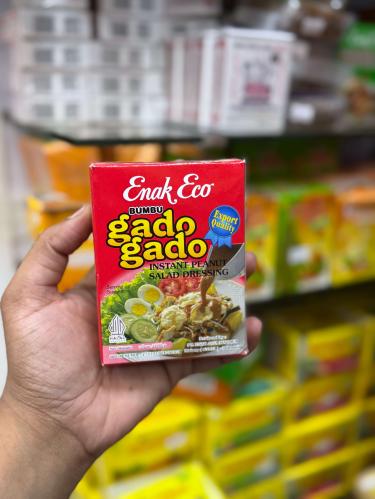 Enak Eco
BUMBU
gado
gado
Export
Quality
INSTANT PEANUT
SALAD DRESSING